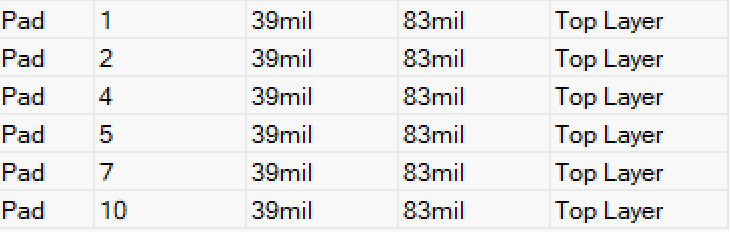 Pad 1 39mil 83mil Top Layer
Pad 2 39mil 83mil Top Layer
Pad 4 39mil 83mil Top Layer
Pad 5 39mil 83mil Top Layer
Pad 7 39mil 83mil Top Layer
Pad 10 39mil 83mil Top Layer